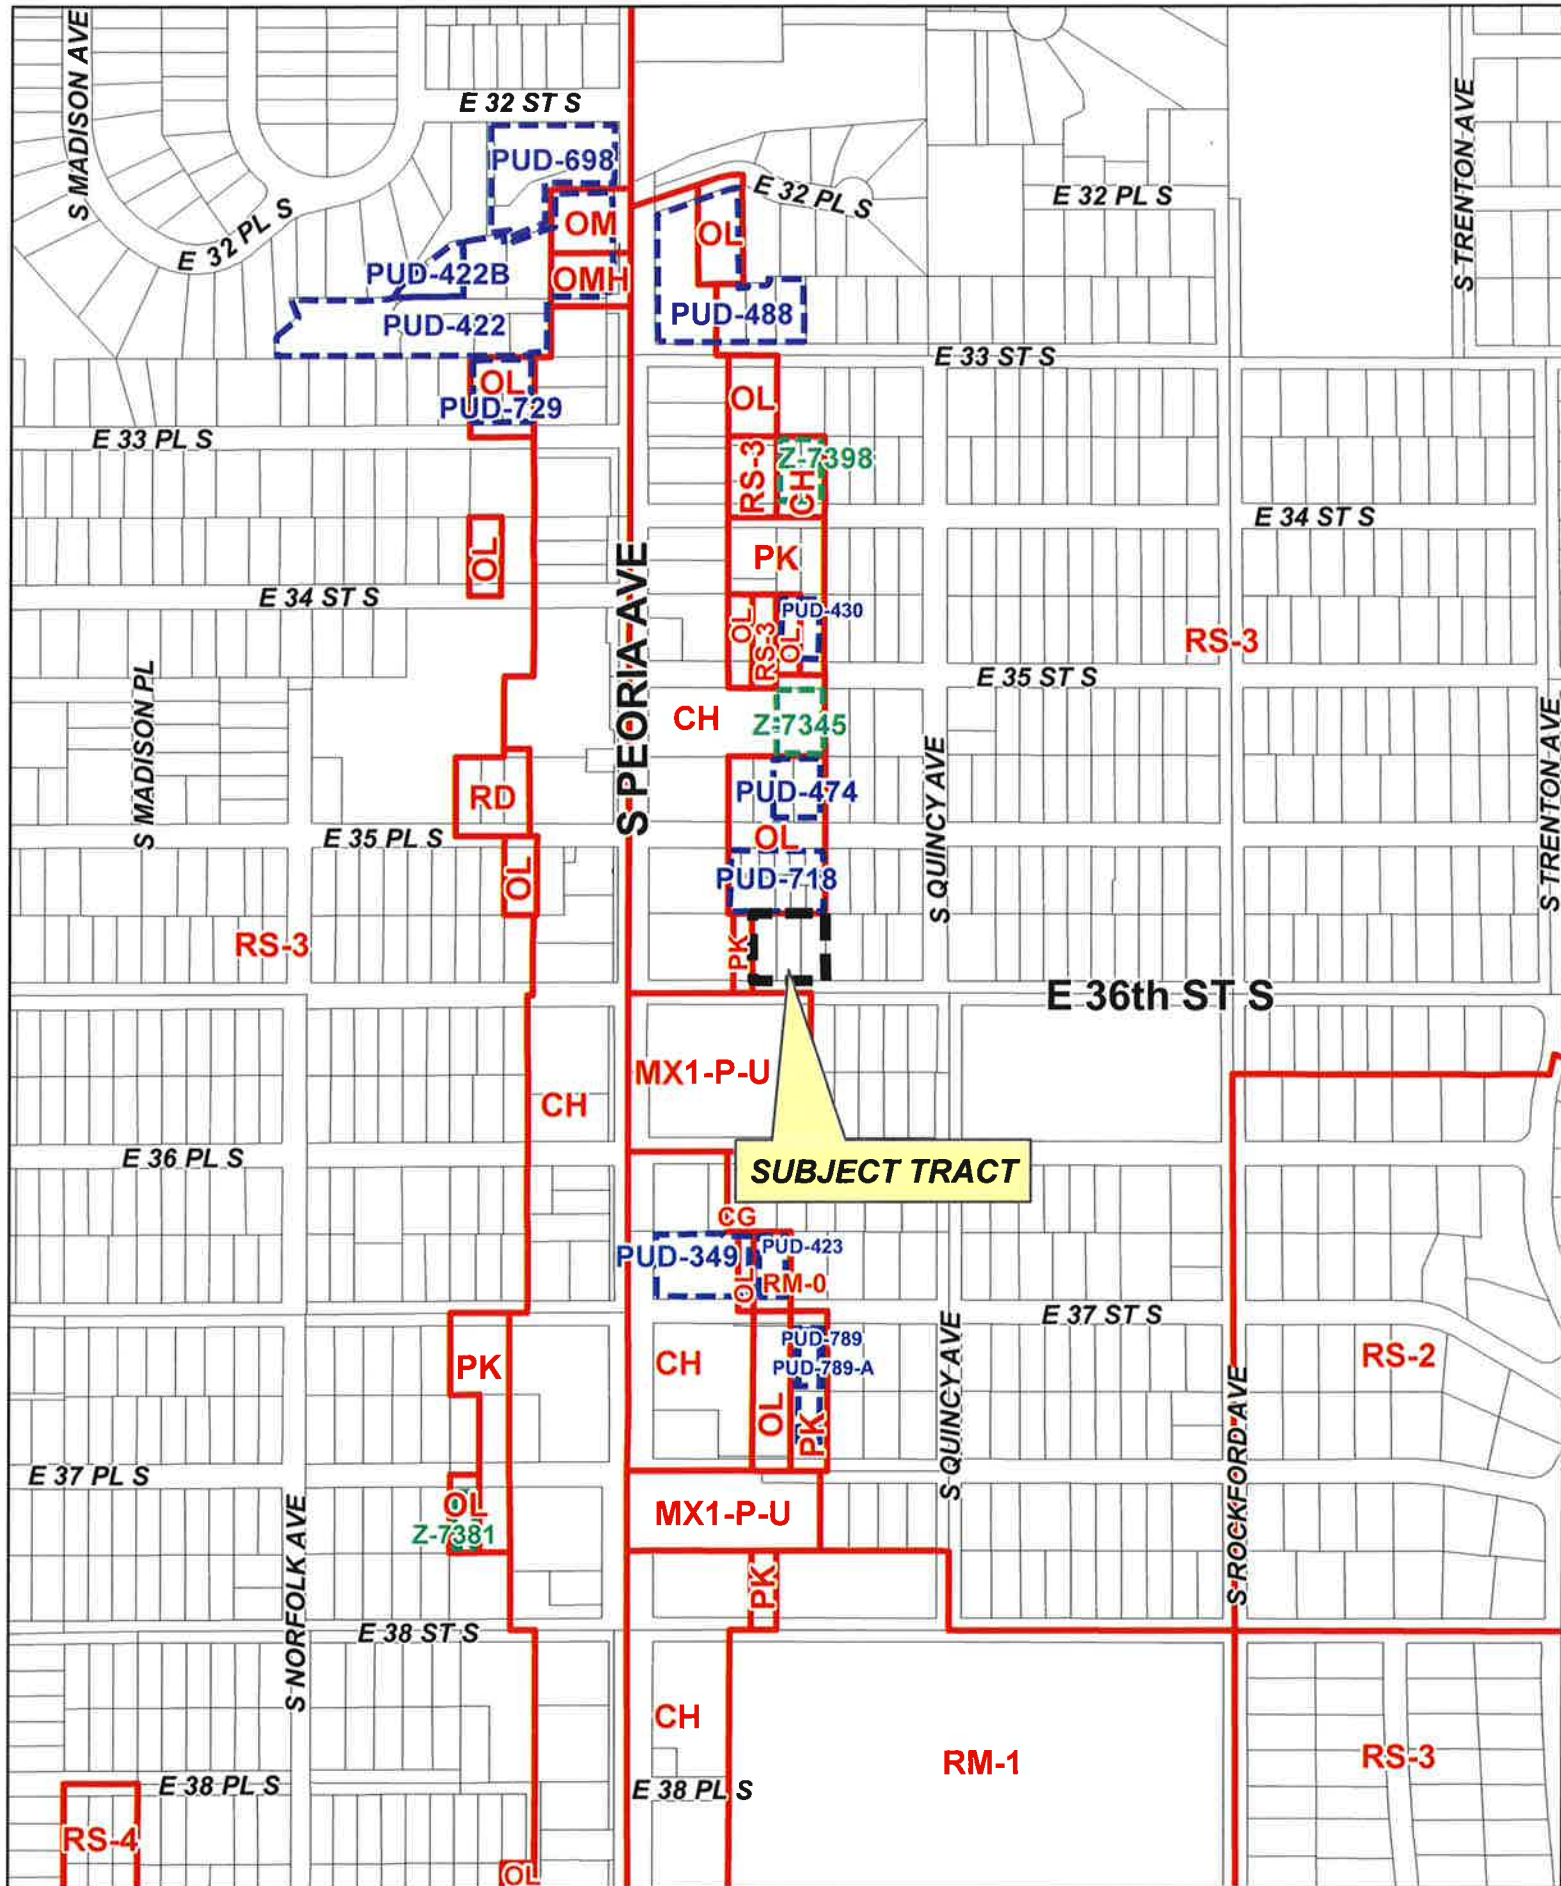 S MADISON AVE
E 32 ST S
S TRENTON AVE
PUD-698
E 32 PL S
E 32 PL S
E 32 PL S
OM
OL
PUD-422B
OMH
PUD-422
PUD-488
E 33 ST S
OL
PUD-729
OL
E 33 PL S
Z-7398
RS-3
CH
E 34 ST S
OL
PK
E 34 ST S
S PEORIA AVE
OL
RS-3
PUD-430
OL
RS-3
E 35 ST S
S MADISON PL
CH
Z-7345
S TRENTON AVE
S QUINCY AVE
RD
PUD-474
E 35 PL S
OL
OL
PUD-718
RS-3
PK
E 36th ST S
MX1-P-U
CH
E 36 PL S
SUBJECT TRACT
CG
PUD-349
PUD-423
OL
RM-0
E 37 ST S
PUD-789
PUD-789-A
PK
CH
RS-2
OL
PK
S QUINCY AVE
S ROCKFORD AVE
E 37 PL S
OL
Z-7381
MX1-P-U
PK
S NORFOLK AVE
E 38 ST S
CH
RM-1
RS-3
E 38 PL S
E 38 PL S
RS-4
OL